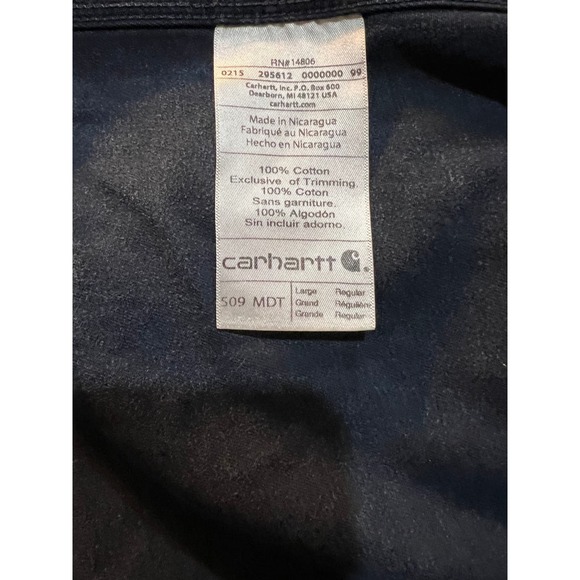 RN# 14806
0215 295612 0000000 99
Carhartt, Inc. P.O. Box 600
Dearborn, MI 48121 USA
carhartt.com
Made in Nicaragua
Fabriqué au Nicaragua
Hecho en Nicaragua
100% Cotton
Exclusive of Trimming.
100% Coton
Sans garniture.
100% Algodón
Sin incluir adorno.
carhartt
S09 MDT
Large Regular
Grand Régulière
Grande Regular